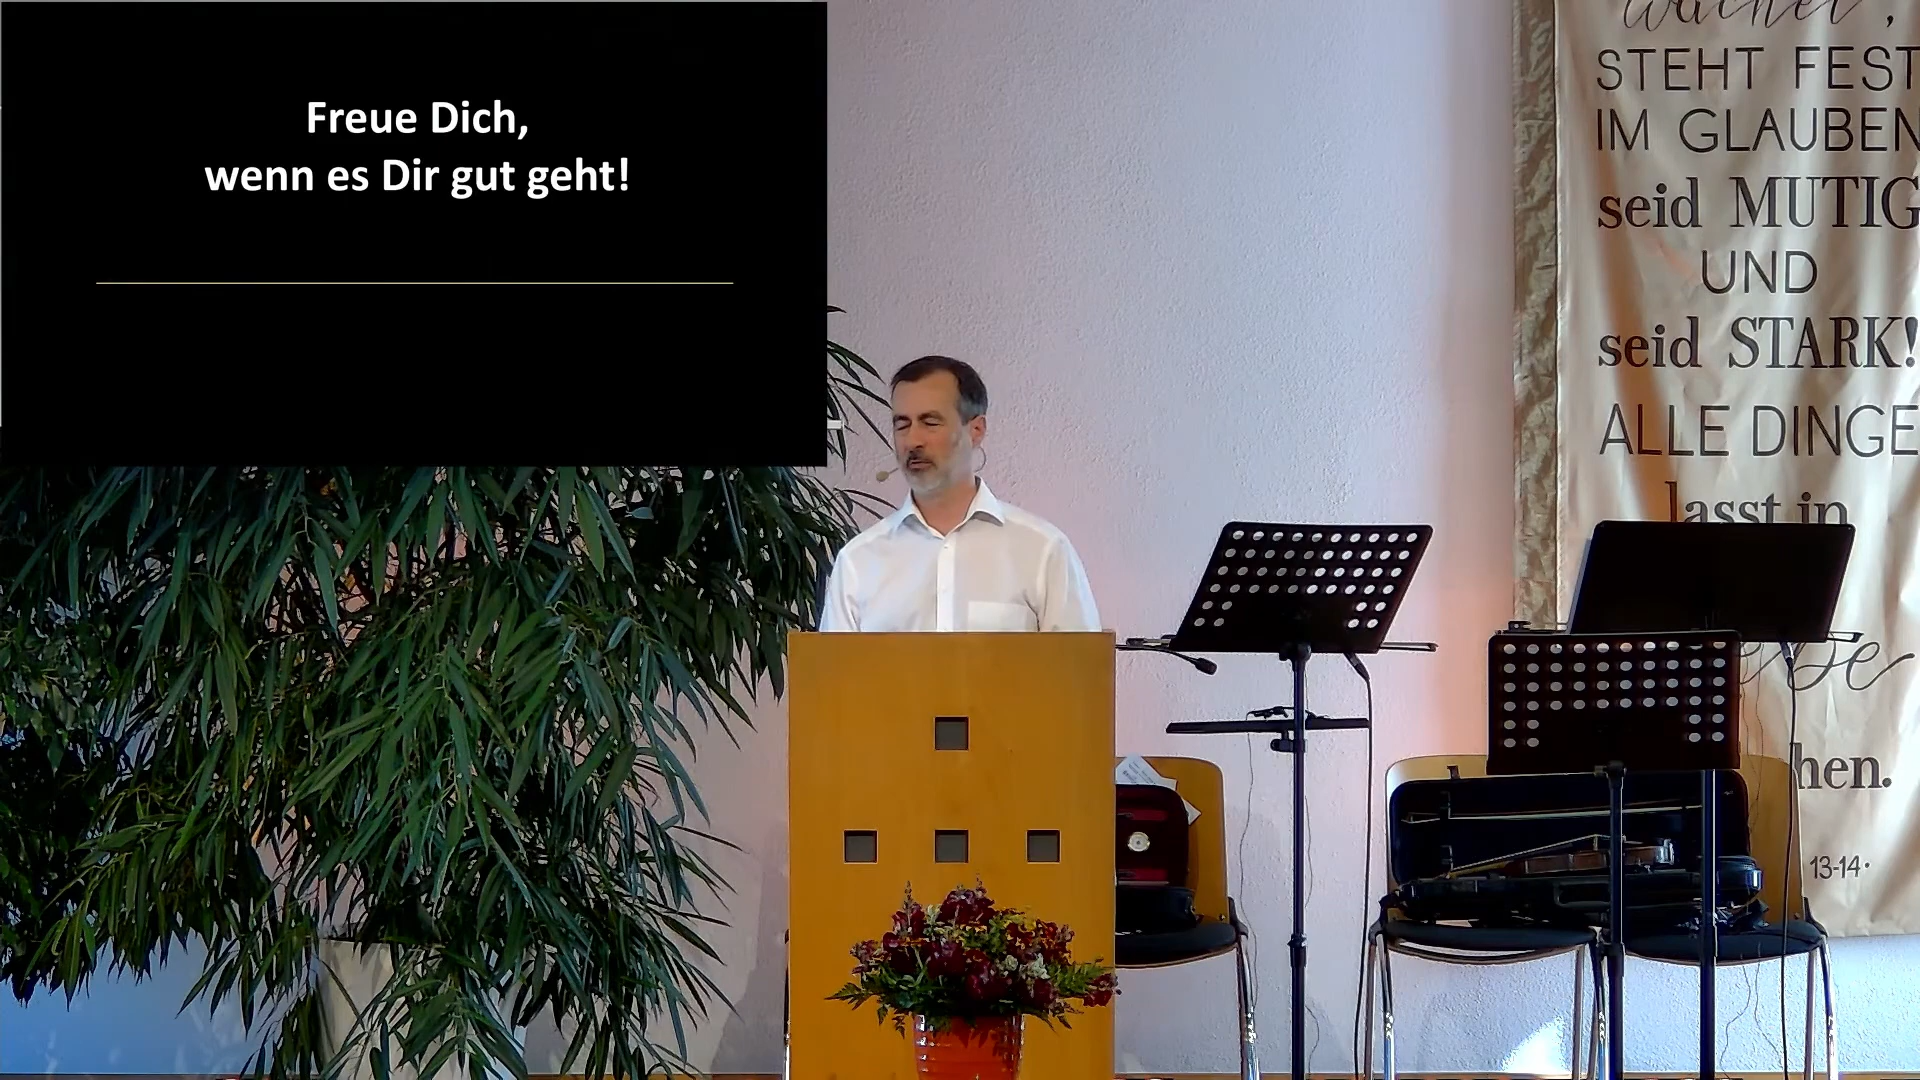 Freue Dich,
wenn es Dir gut geht!
wachet,
STEHT FEST
IM GLAUBEN
seid MUTIG
UND
seid STARK!
ALLE DINGE
lasst in
hen.
13-14.